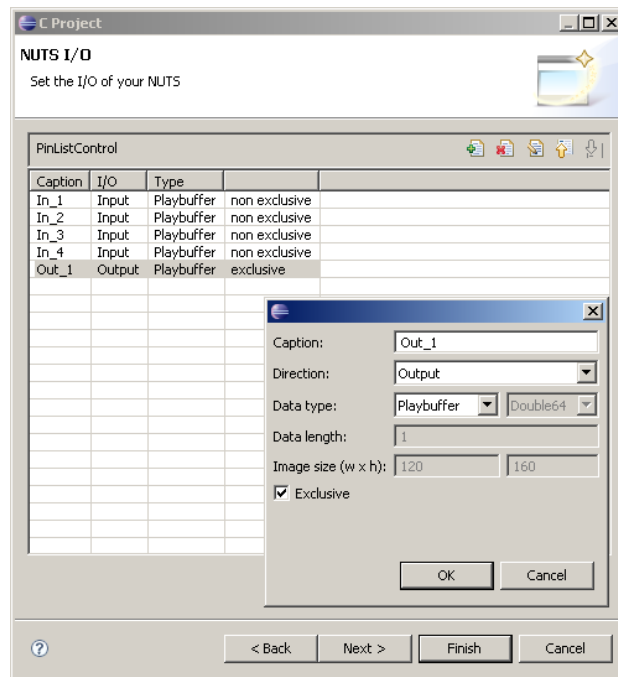 C Project
NUTS I/O
Set the I/O of your NUTS
PinListControl
Caption I/O Type
In_1 Input Playbuffer non exclusive
In_2 Input Playbuffer non exclusive
In_3 Input Playbuffer non exclusive
In_4 Input Playbuffer non exclusive
Out_1 Output Playbuffer exclusive
Caption: Out_1
Direction: Output
Data type: Playbuffer Double64
Data length: 1
Image size (w x h): 120 160
Exclusive
OK Cancel
? < Back Next > Finish Cancel